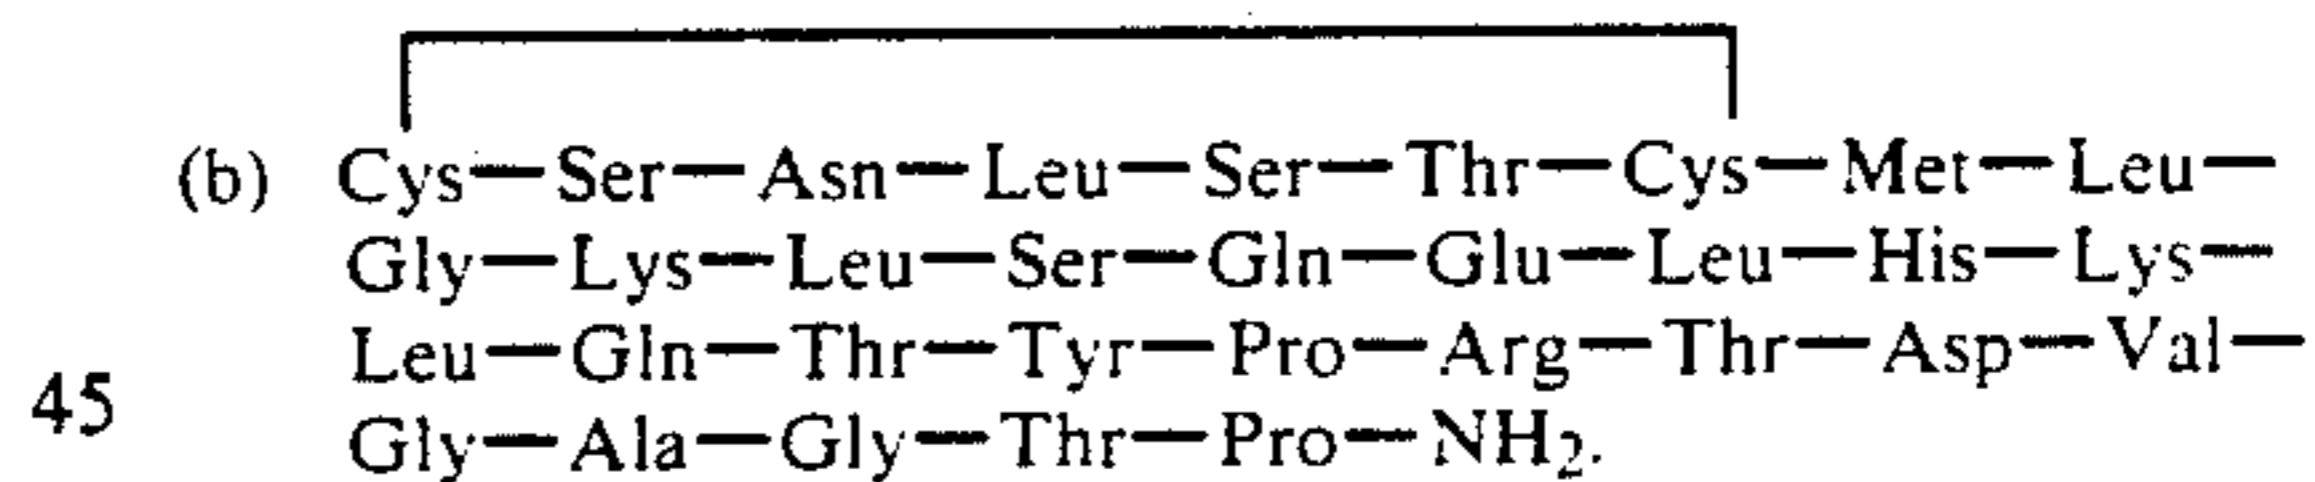 (b) Cys—Ser—Asn—Leu—Ser—Thr—Cys—Met—Leu—
Gly—Lys—Leu—Ser—Gln—Glu—Leu—His—Lys—
Leu—Gln—Thr—Tyr—Pro—Arg—Thr—Asp—Val—
45
Gly—Ala—Gly—Thr—Pro—NH₂.